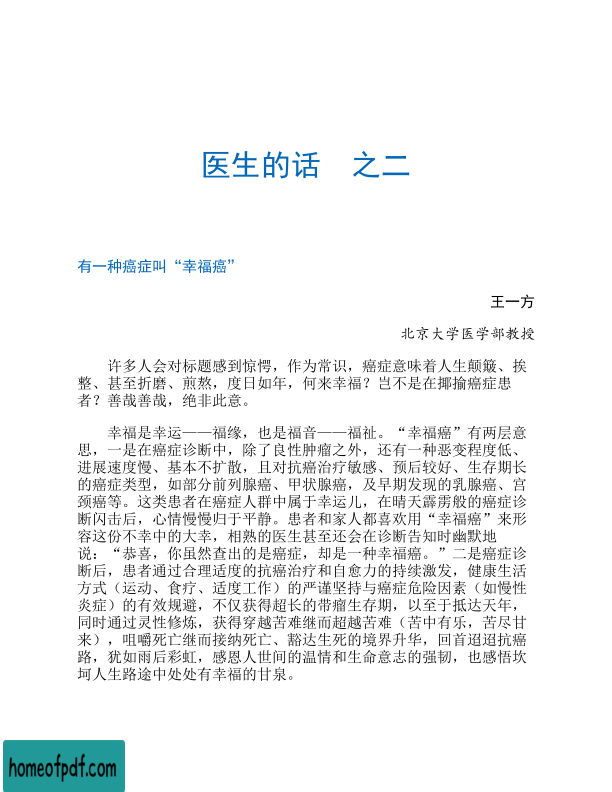 医生的话　之二
有一种癌症叫“幸福癌”
王一方
北京大学医学部教授
许多人会对标题感到惊愕，作为常识，癌症意味着人生颠簸、挨
整、甚至折磨、煎熬，度日如年，何来幸福？岂不是在揶揄癌症患
者？善哉善哉，绝非此意。
幸福是幸运——福缘，也是福音——福祉。“幸福癌”有两层意
思，一是在癌症诊断中，除了良性肿瘤之外，还有一种恶变程度低、
进展速度慢、基本不扩散，且对抗癌治疗敏感、预后较好、生存期长
的癌症类型，如部分前列腺癌、甲状腺癌，及早期发现的乳腺癌、宫
颈癌等。这类患者在癌症人群中属于幸运儿，在晴天霹雳般的癌症诊
断闪击后，心情慢慢归于平静。患者和家人都喜欢用“幸福癌”来形
容这份不幸中的大幸，相熟的医生甚至还会在诊断告知时幽默地
说：“恭喜，你虽然查出的是癌症，却是一种幸福癌。”二是癌症诊
断后，患者通过合理适度的抗癌治疗和自愈力的持续激发，健康生活
方式（运动、食疗、适度工作）的严谨坚持与癌症危险因素（如慢性
炎症）的有效规避，不仅获得超长的带瘤生存期，以至于抵达天年，
同时通过灵性修炼，获得穿越苦难继而超越苦难（苦中有乐，苦尽甘
来），咀嚼死亡继而接纳死亡、豁达生死的境界升华，回首迢迢抗癌
路，犹如雨后彩虹，感恩人世间的温情和生命意志的强韧，也感悟坎
坷人生路途中处处有幸福的甘泉。
homeofpdf.com